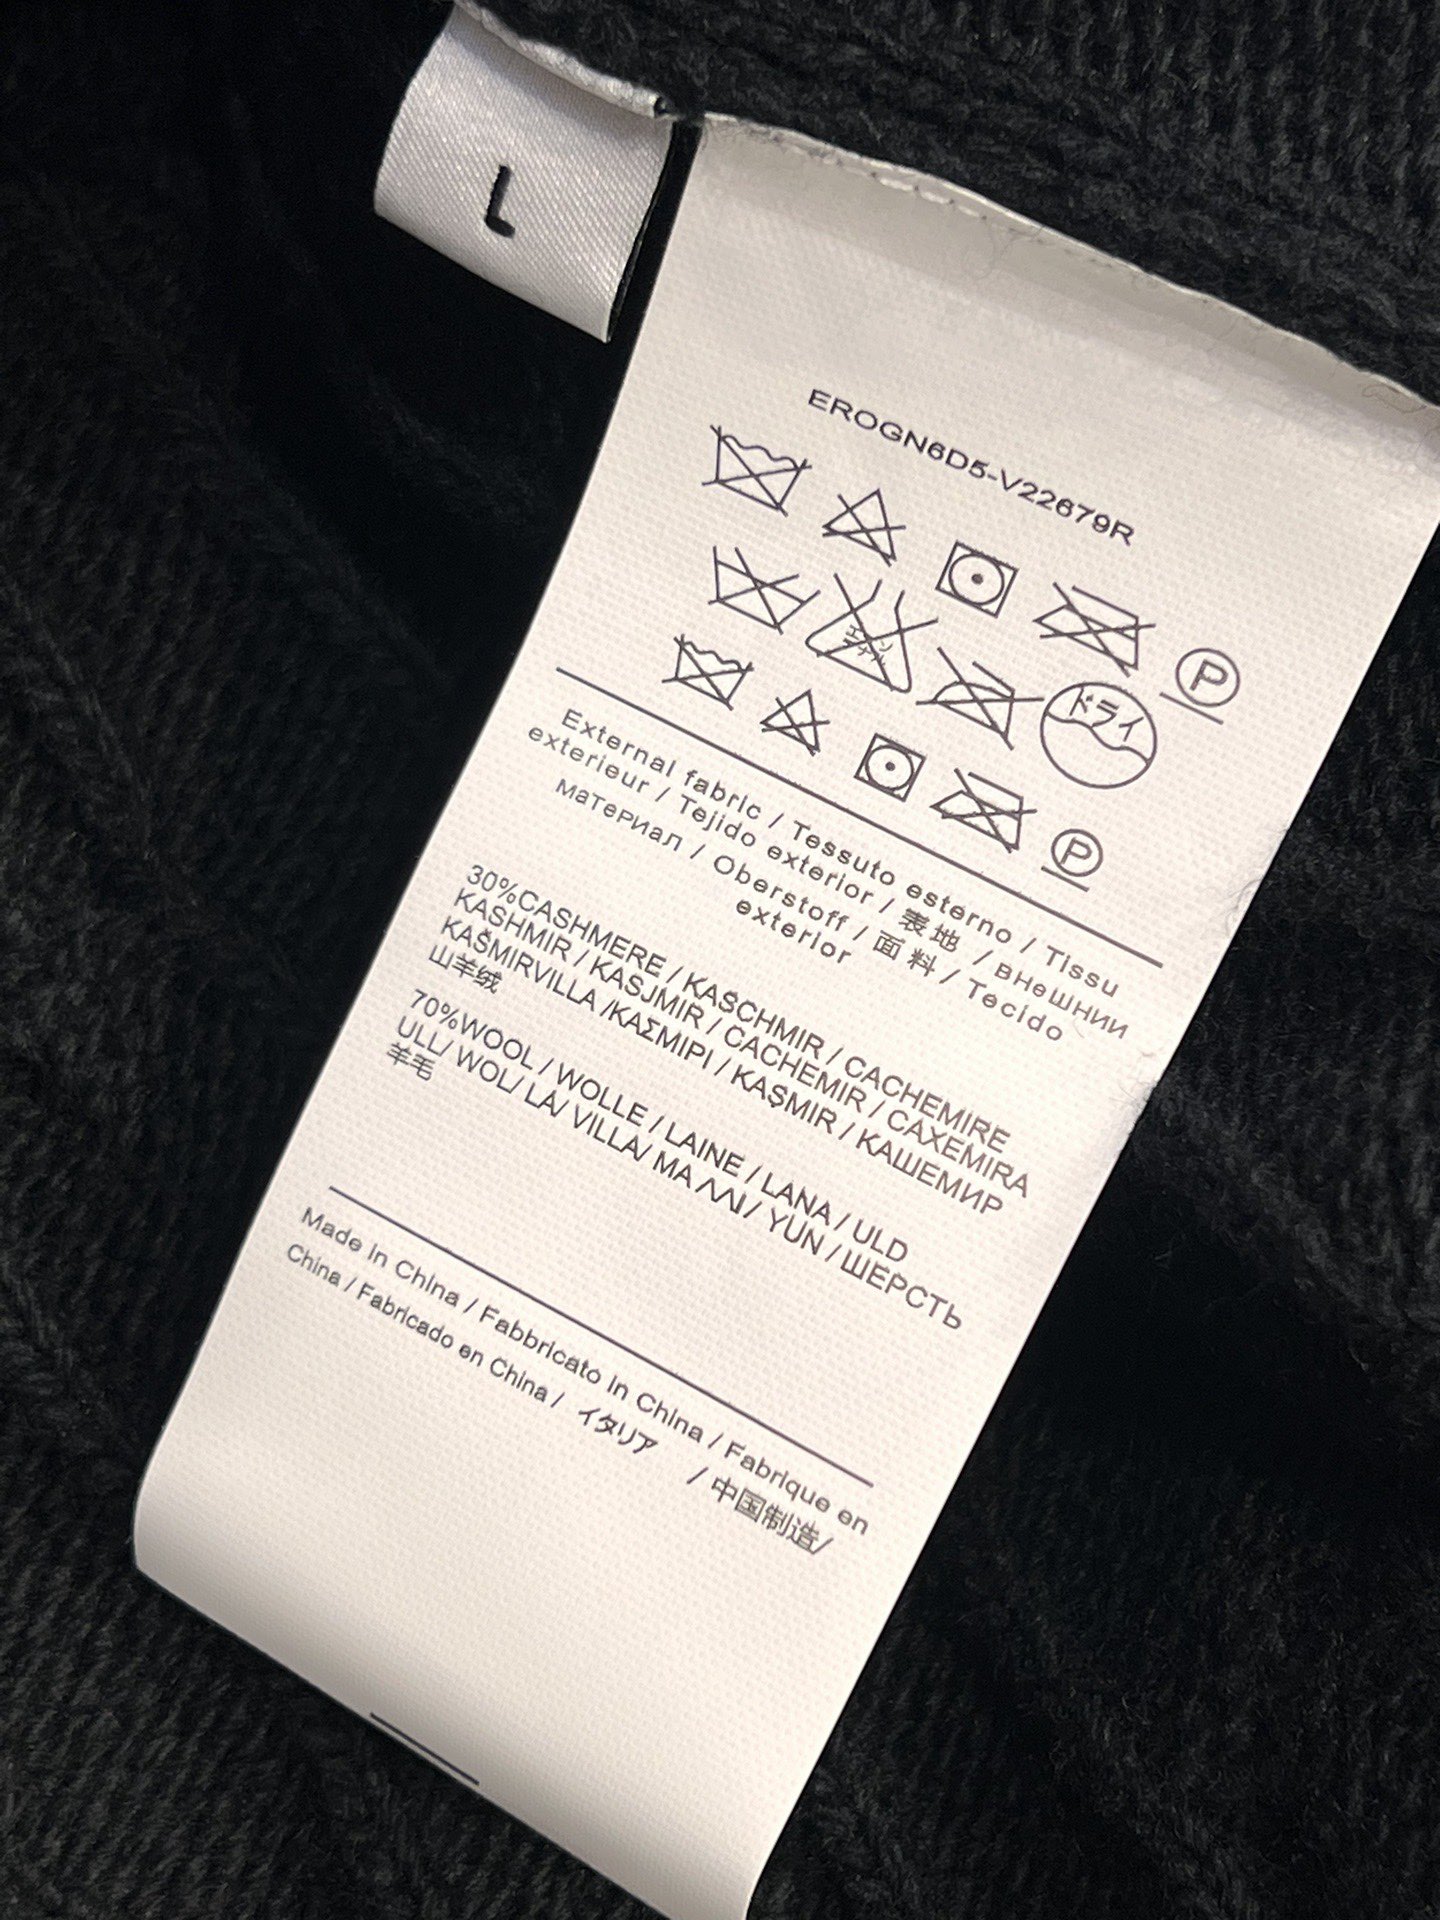 L
EROGN6D5-V22679R
P
ドライ
P
External fabric / Tessuto esterno / Tissu
exterieur / Tejido exterior / 表地 / внешнии
материал / Oberstoff / 面料 / Tecido
exterior
30%CASHMERE / KASCHMIR / CACHEMIRE
KASHMIR / KASJMIR / CACHEMIR / CAXEMIRA
KAŠMIRVILLA /ΚΑΣΜΙΡΙ / KAŞMIR / КАШЕМИР
山羊绒
70%WOOL / WOLLE / LAINE / LANA / ULD
ULL/ WOL/ LA/ VILLA/ MA ΛΛΙ/ YUN / ШЕРСТЬ
羊毛
Made in China / Fabbricato in China / Fabrique en
China / Fabricado en China / イタリア / 中国制造/